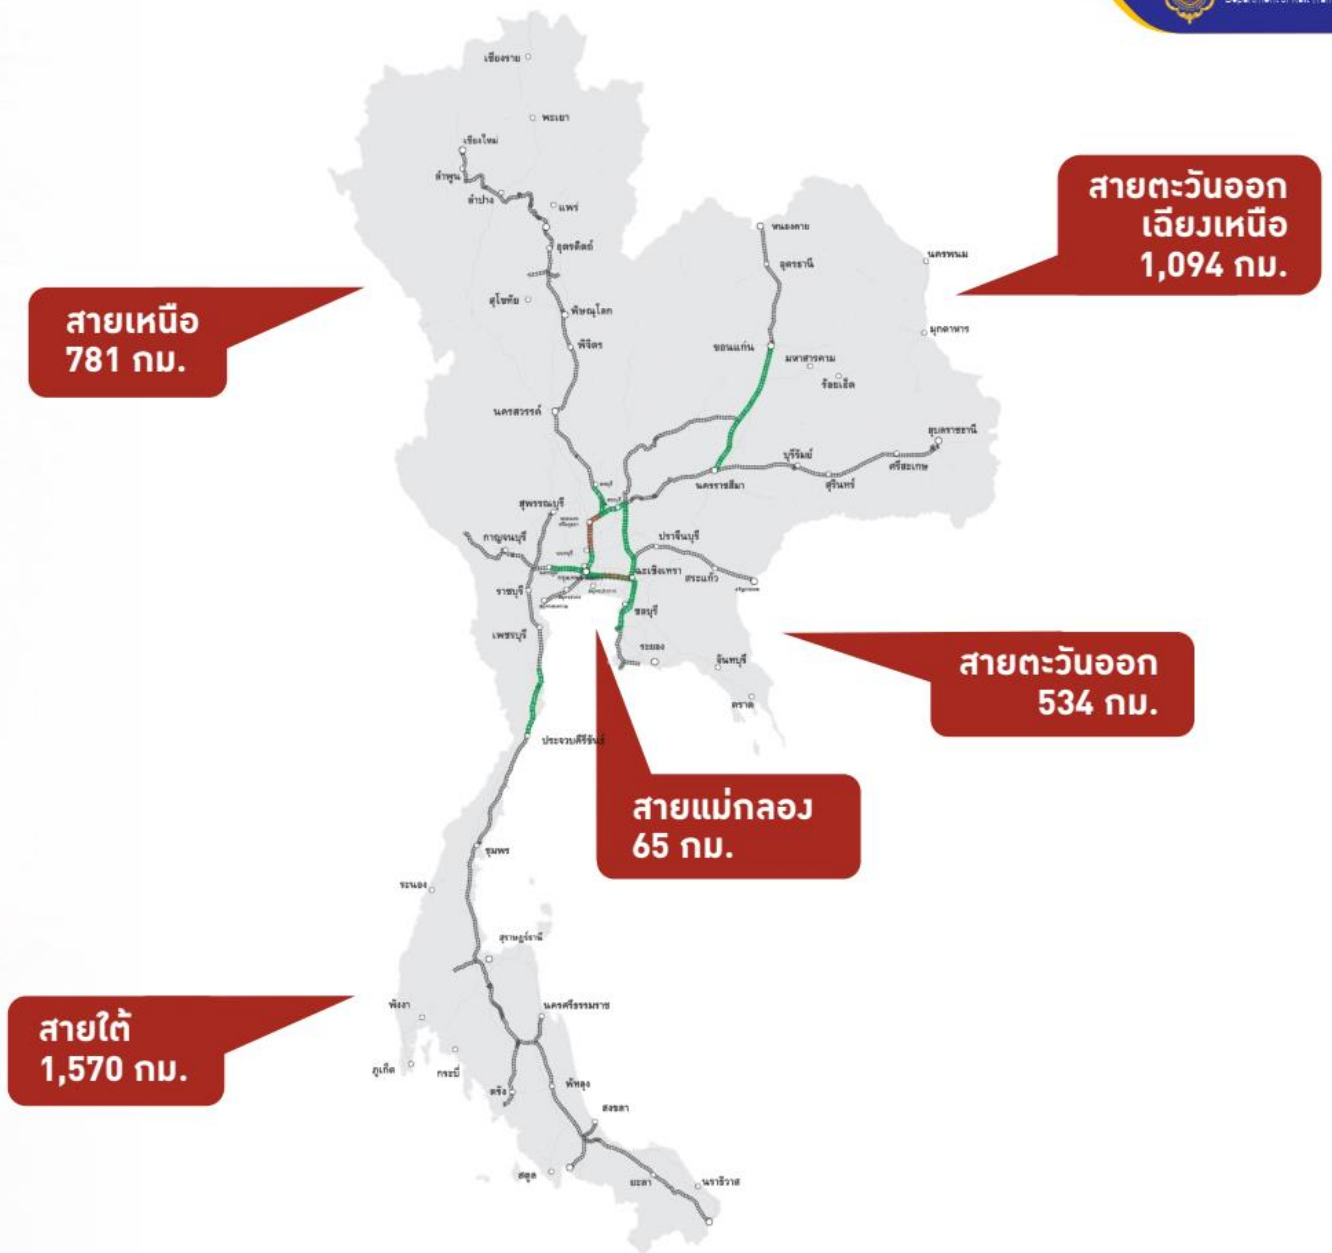 เชียงราย
พะเยา
เชียงใหม่
ลำพูน
ลำปาง
แพร่
อุตรดิตถ์
สุโขทัย
พิษณุโลก
พิจิตร
นครสวรรค์
หนองคาย
อุดรธานี
นครพนม
มุกดาหาร
ขอนแก่น
มหาสารคาม
ร้อยเอ็ด
อุบลราชธานี
บุรีรัมย์
สุรินทร์
ศรีสะเกษ
นครราชสีมา
สายตะวันออก
เฉียงเหนือ
1,094 กม.
สายเหนือ
781 กม.
ลพบุรี
สระบุรี
สุพรรณบุรี
กาญจนบุรี
ปราจีนบุรี
ฉะเชิงเทรา
สระแก้ว
ราชบุรี
ชลบุรี
เพชรบุรี
ระยอง
จันทบุรี
ตราด
สายตะวันออก
534 กม.
ประจวบคีรีขันธ์
สายแม่กลอง
65 กม.
ชุมพร
ระนอง
สุราษฎร์ธานี
พังงา
นครศรีธรรมราช
สายใต้
1,570 กม.
ภูเก็ต
กระบี่
ตรัง
พัทลุง
สงขลา
สตูล
ยะลา
นราธิวาส